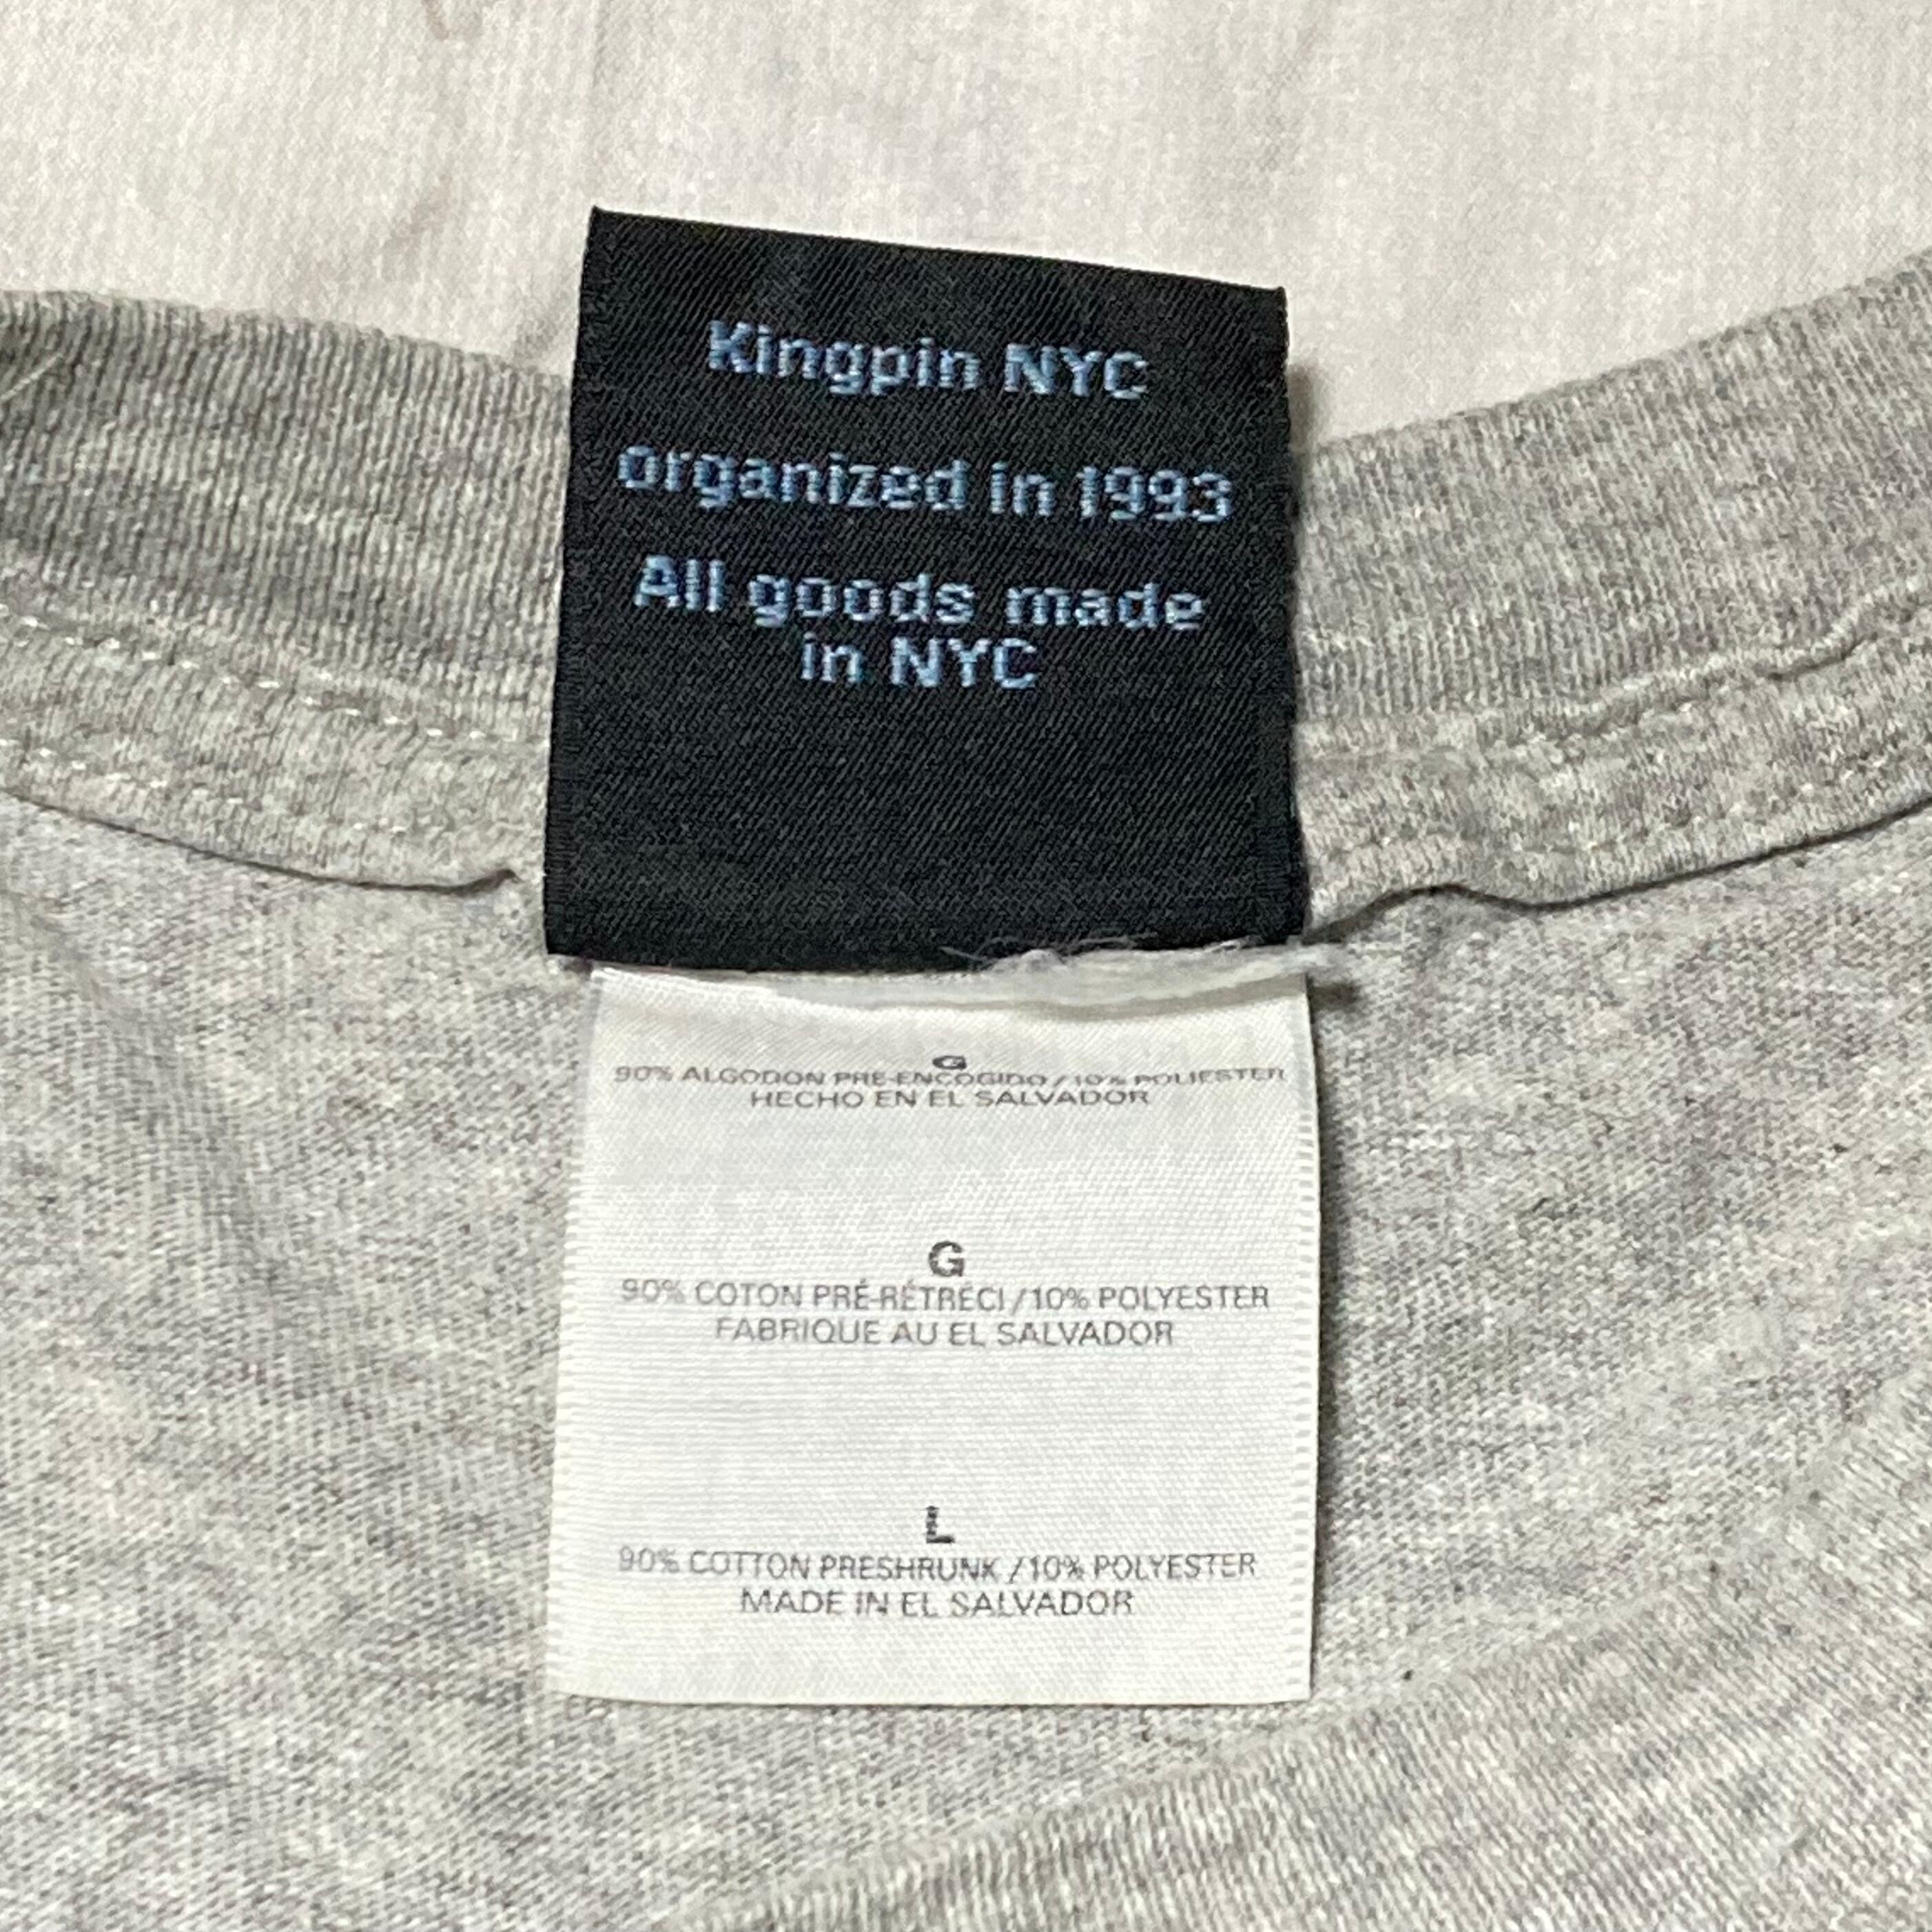 Kingpin NYC
organized in 1993
All goods made
in NYC
G
90% ALGODON PRE-ENCOGIDO / 10% POLIESTER
HECHO EN EL SALVADOR
G
90% COTON PRÉ-RÉTRÉCI / 10% POLYESTER
FABRIQUE AU EL SALVADOR
L
90% COTTON PRESHRUNK / 10% POLYESTER
MADE IN EL SALVADOR